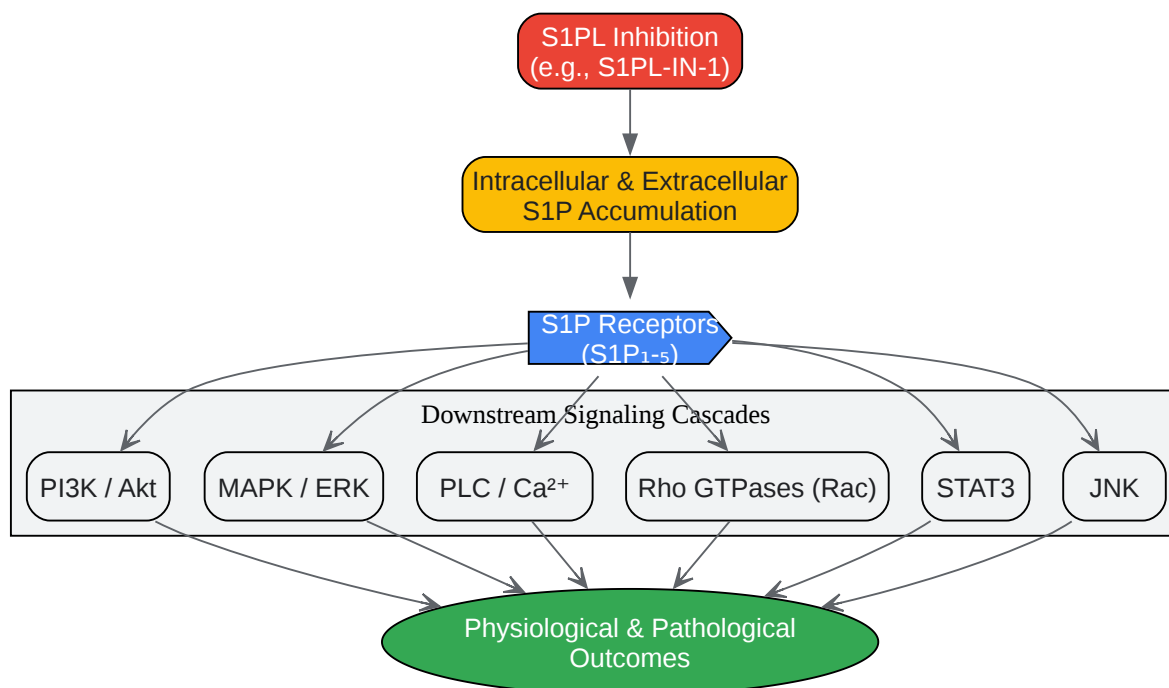 S1PL Inhibition
(e.g., S1PL-IN-1)
Intracellular & Extracellular
S1P Accumulation
S1P Receptors
(S1P₁-₅)
Downstream Signaling Cascades
PI3K / Akt
MAPK / ERK
PLC / Ca²⁺
Rho GTPases (Rac)
STAT3
JNK
Physiological & Pathological
Outcomes